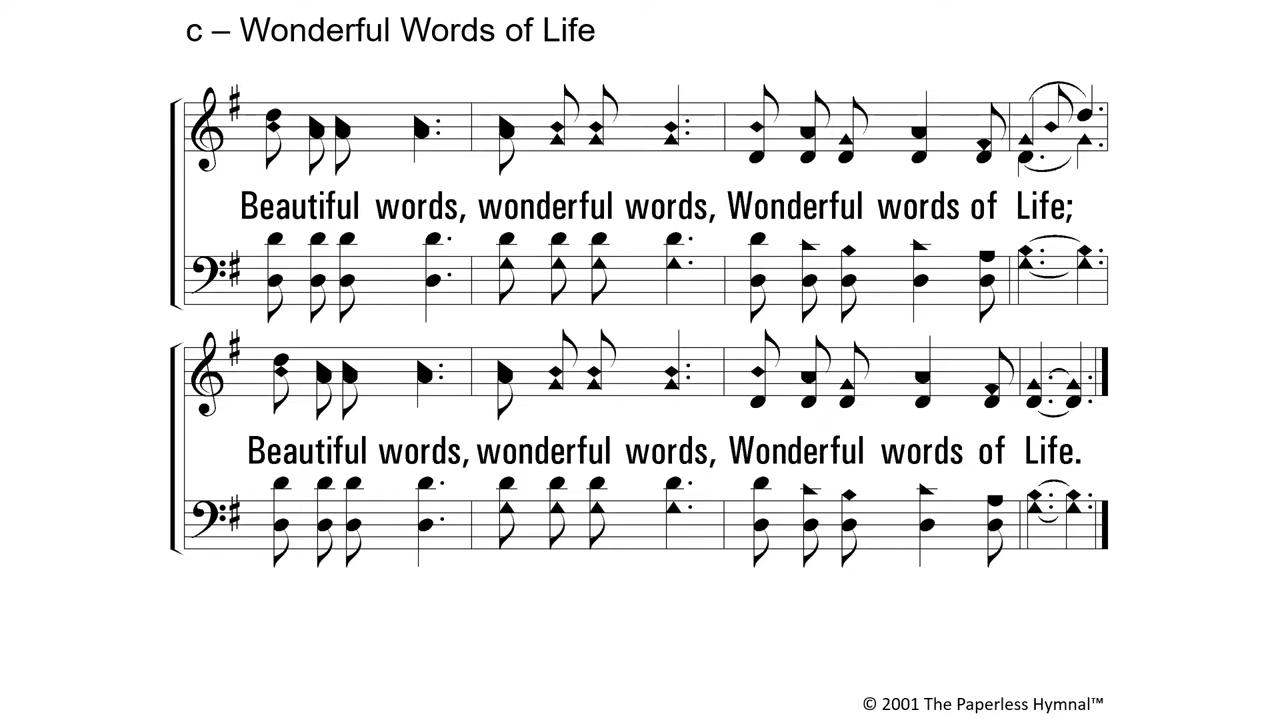 c – Wonderful Words of Life
Beautiful words, wonderful words, Wonderful words of Life;
Beautiful words, wonderful words, Wonderful words of Life.
© 2001 The Paperless Hymnal™